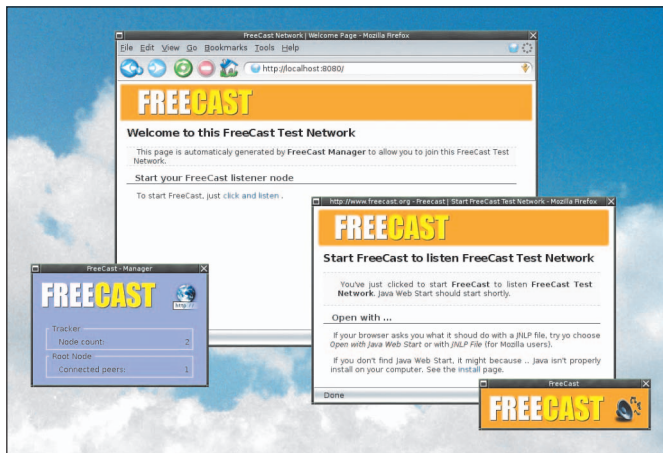 FreeCast Network | Welcome Page - Mozilla Firefox
File Edit View Go Bookmarks Tools Help
http://localhost:8080/
FREECAST
Welcome to this FreeCast Test Network
This page is automaticaly generated by FreeCast Manager to allow you to join this FreeCast Test
Network.
Start your FreeCast listener node
To start FreeCast, just click and listen .
http://www.freecast.org - Freecast | Start FreeCast Test Network - Mozilla Firefox
FREECAST
Start FreeCast to listen FreeCast Test Network
You've just clicked to start FreeCast to listen FreeCast Test
Network. Java Web Start should start shortly.
Open with ...
If your browser asks you what it shoud do with a JNLP file, try yo choose
Open with Java Web Start or with JNLP File (for Mozilla users).
If you don't find Java Web Start, it might because .. Java isn't properly
install on your computer. See the install page.
Done
FreeCast - Manager
FREECAST
http://
Tracker
Node count: 2
Root Node
Connected peers: 1
FreeCast
FREECAST